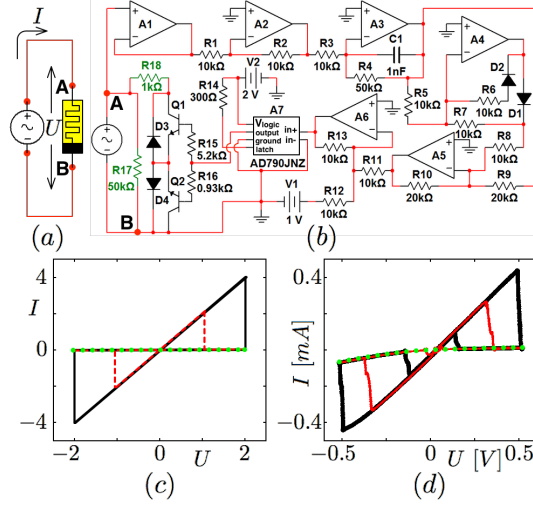 I
A
U
B
(a)
A1
A2
A3
A4
A5
A6
A7
R1
10kΩ
R2
10kΩ
R3
10kΩ
C1
1nF
R4
50kΩ
R5
10kΩ
D2
R6
10kΩ
D1
R7
10kΩ
R8
10kΩ
R9
20kΩ
R10
20kΩ
R11
10kΩ
R12
10kΩ
R13
10kΩ
V1
1 V
V2
2 V
R14
300Ω
R18
1kΩ
Q1
D3
R15
5.2kΩ
R16
0.93kΩ
D4
Q2
R17
50kΩ
A
B
Vlogic
output in+
ground in-
latch
AD790JNZ
(b)
4
I
0
−4
−2 0 U 2
(c)
0.4
I [mA]
0
−0.4
−0.5 0 U [V] 0.5
(d)